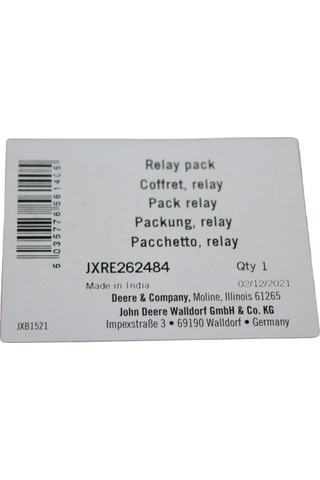 Relay pack
Coffret, relay
Pack relay
Packung, relay
Pacchetto, relay
5035776561406
JXRE262484 Qty 1
Made in India 02/12/2021
Deere & Company, Moline, Illinois 61265
John Deere Walldorf GmbH & Co. KG
JXB1521 Impexstraße 3 • 69190 Walldorf • Germany